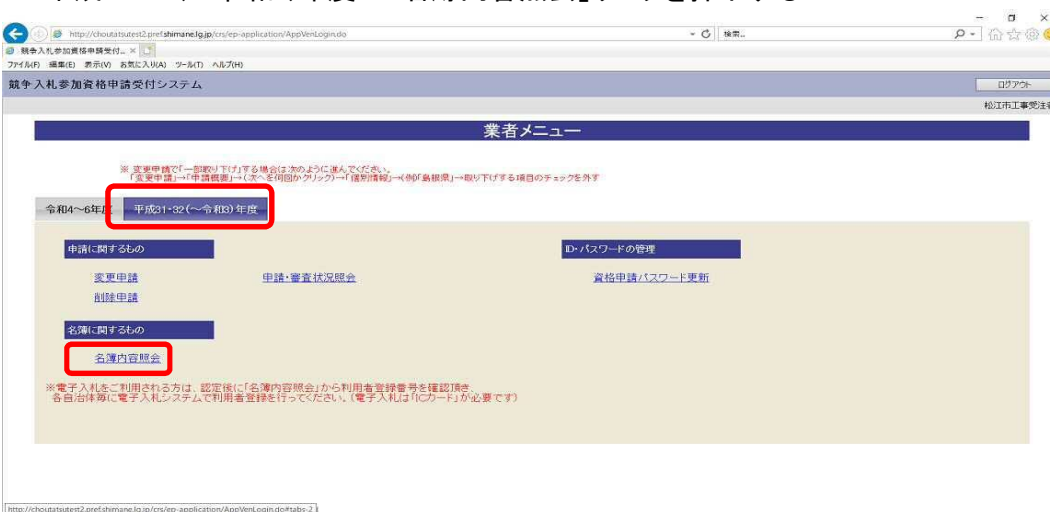 http://choutatsutest2.pref.shimane.lg.jp/crs/ep-application/AppVenLogin.do
検索...
競争入札参加資格申請受付...
ファイル(F) 編集(E) 表示(V) お気に入り(A) ツール(T) ヘルプ(H)
競争入札参加資格申請受付システム
ログアウト
松江市工事受注者
業者メニュー
※ 変更申請で「一部取り下げ」する場合は次のように進んでください。
「変更申請」→「申請概要」→(次へを何回かクリック)→「個別情報」→(例)「島根県」→取り下げする項目のチェックを外す
令和4～6年度
平成31・32(～令和3)年度
申請に関するもの
ID・パスワードの管理
変更申請
申請・審査状況照会
資格申請パスワード更新
削除申請
名簿に関するもの
名簿内容照会
※電子入札をご利用される方は、認定後に「名簿内容照会」から利用者登録番号を確認頂き、
各自治体毎に電子入札システムで利用者登録を行ってください。(電子入札は「ICカード」が必要です)
http://choutatsutest2.pref.shimane.lg.jp/crs/ep-application/AppVenLogin.do#tabs-2